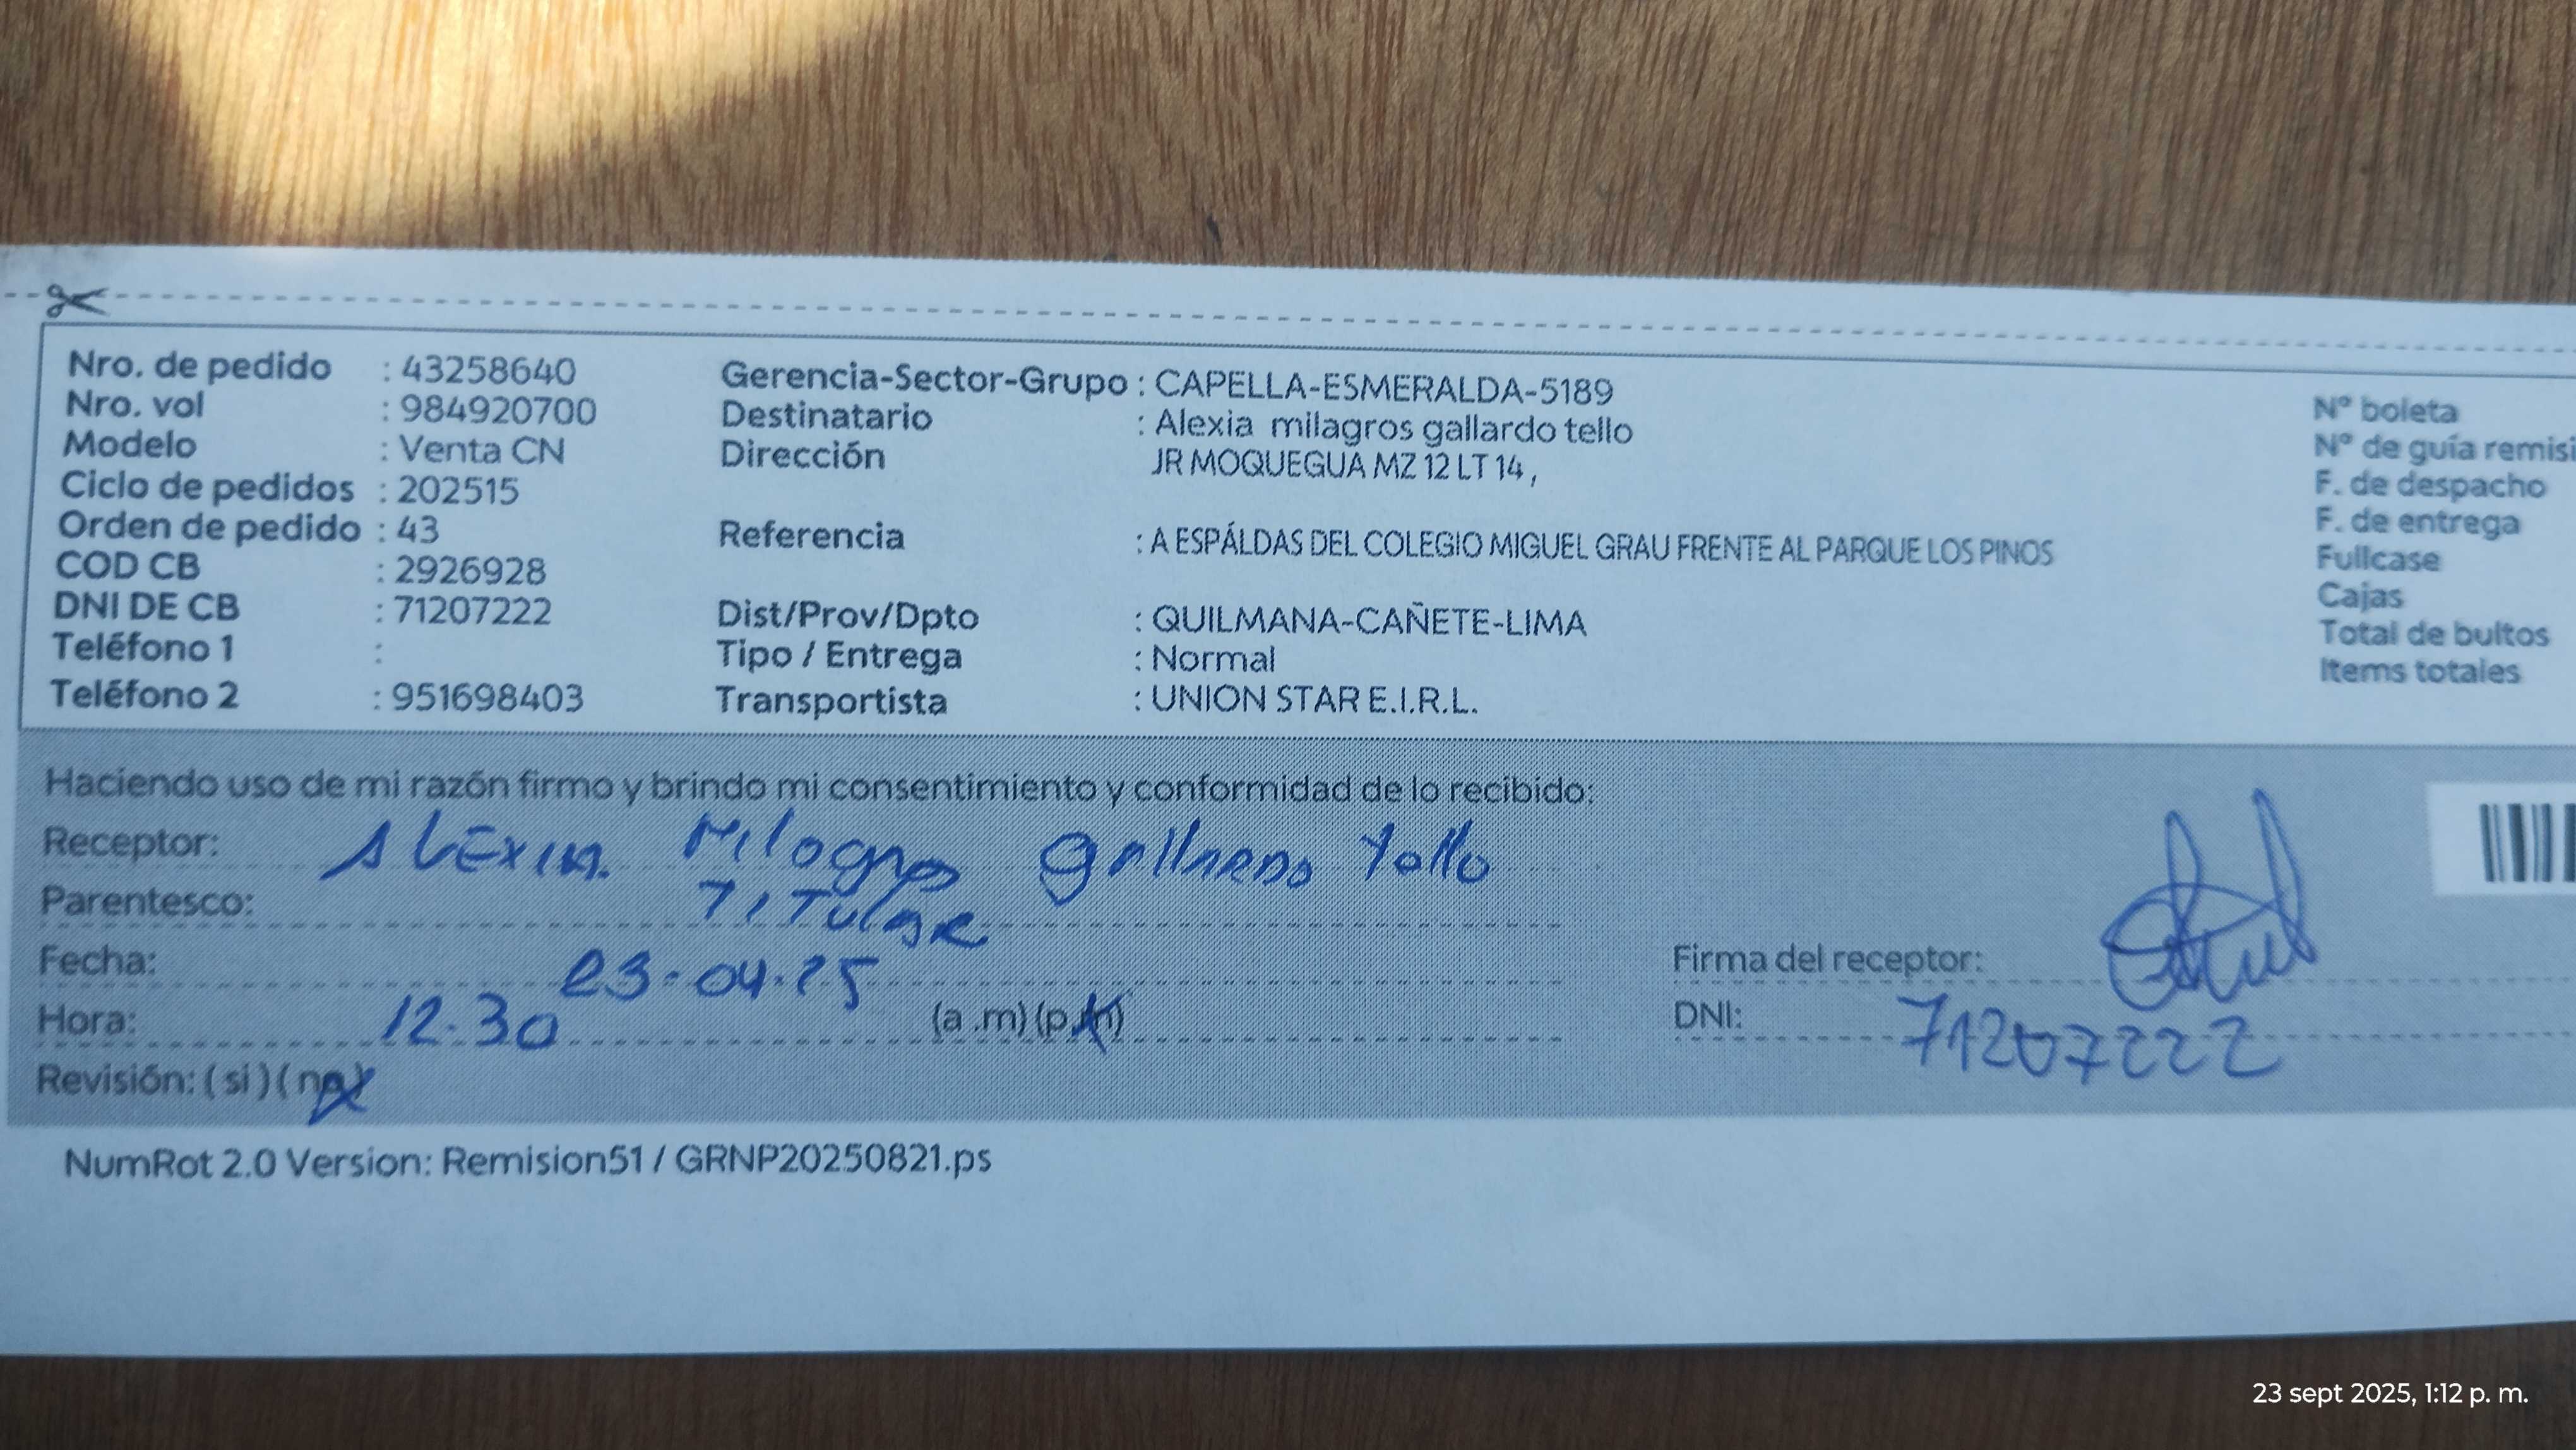 Nro. de pedido : 43258640
Nro. vol : 984920700
Modelo : Venta CN
Ciclo de pedidos : 202515
Orden de pedido : 43
COD CB : 2926928
DNI DE CB : 71207222
Teléfono 1 :
Teléfono 2 : 951698403
Gerencia-Sector-Grupo : CAPELLA-ESMERALDA-5189
Destinatario : Alexia milagros gallardo tello
Dirección JR MOQUEGUA MZ 12 LT 14 ,
Referencia : A ESPÁLDAS DEL COLEGIO MIGUEL GRAU FRENTE AL PARQUE LOS PINOS
Dist/Prov/Dpto : QUILMANA-CAÑETE-LIMA
Tipo / Entrega : Normal
Transportista : UNION STAR E.I.R.L.
N° boleta
N° de guía remisi
F. de despacho
F. de entrega
Fullcase
Cajas
Total de bultos
Items totales
Haciendo uso de mi razón firmo y brindo mi consentimiento y conformidad de lo recibido:
Receptor: ALExia Milagros gallardo Tello
Parentesco: TiTular
Fecha: 23-04-25
Hora: 12.30 (a .m) (p.m)
Revisión: ( si ) ( no )
Firma del receptor:
DNI: 71207222
NumRot 2.0 Version: Remision51 / GRNP20250821.ps
23 sept 2025, 1:12 p. m.